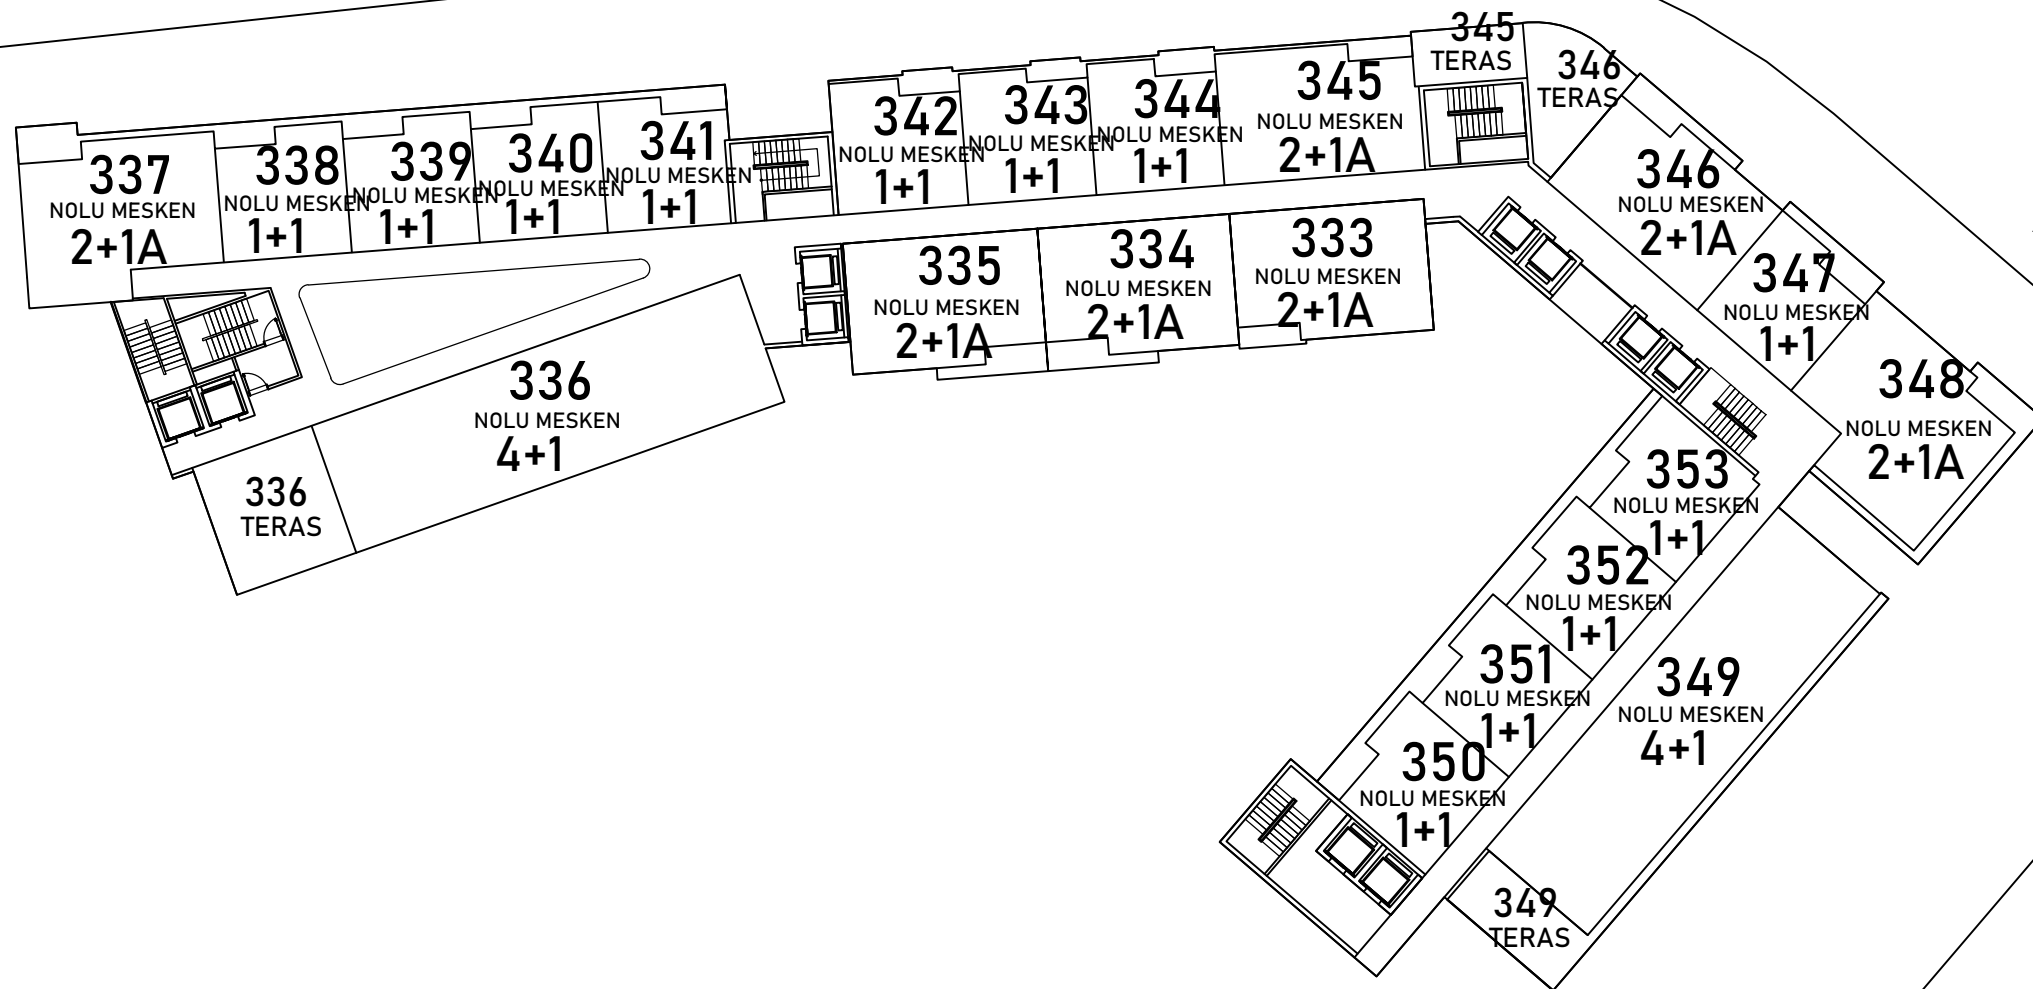 337
NOLU MESKEN
2+1A
338
NOLU MESKEN
1+1
339
NOLU MESKEN
1+1
340
NOLU MESKEN
1+1
341
NOLU MESKEN
1+1
342
NOLU MESKEN
1+1
343
NOLU MESKEN
1+1
344
NOLU MESKEN
1+1
345
NOLU MESKEN
2+1A
345
TERAS
346
TERAS
346
NOLU MESKEN
2+1A
347
NOLU MESKEN
1+1
348
NOLU MESKEN
2+1A
335
NOLU MESKEN
2+1A
334
NOLU MESKEN
2+1A
333
NOLU MESKEN
2+1A
336
NOLU MESKEN
4+1
336
TERAS
353
NOLU MESKEN
1+1
352
NOLU MESKEN
1+1
351
NOLU MESKEN
1+1
350
NOLU MESKEN
1+1
349
NOLU MESKEN
4+1
349
TERAS